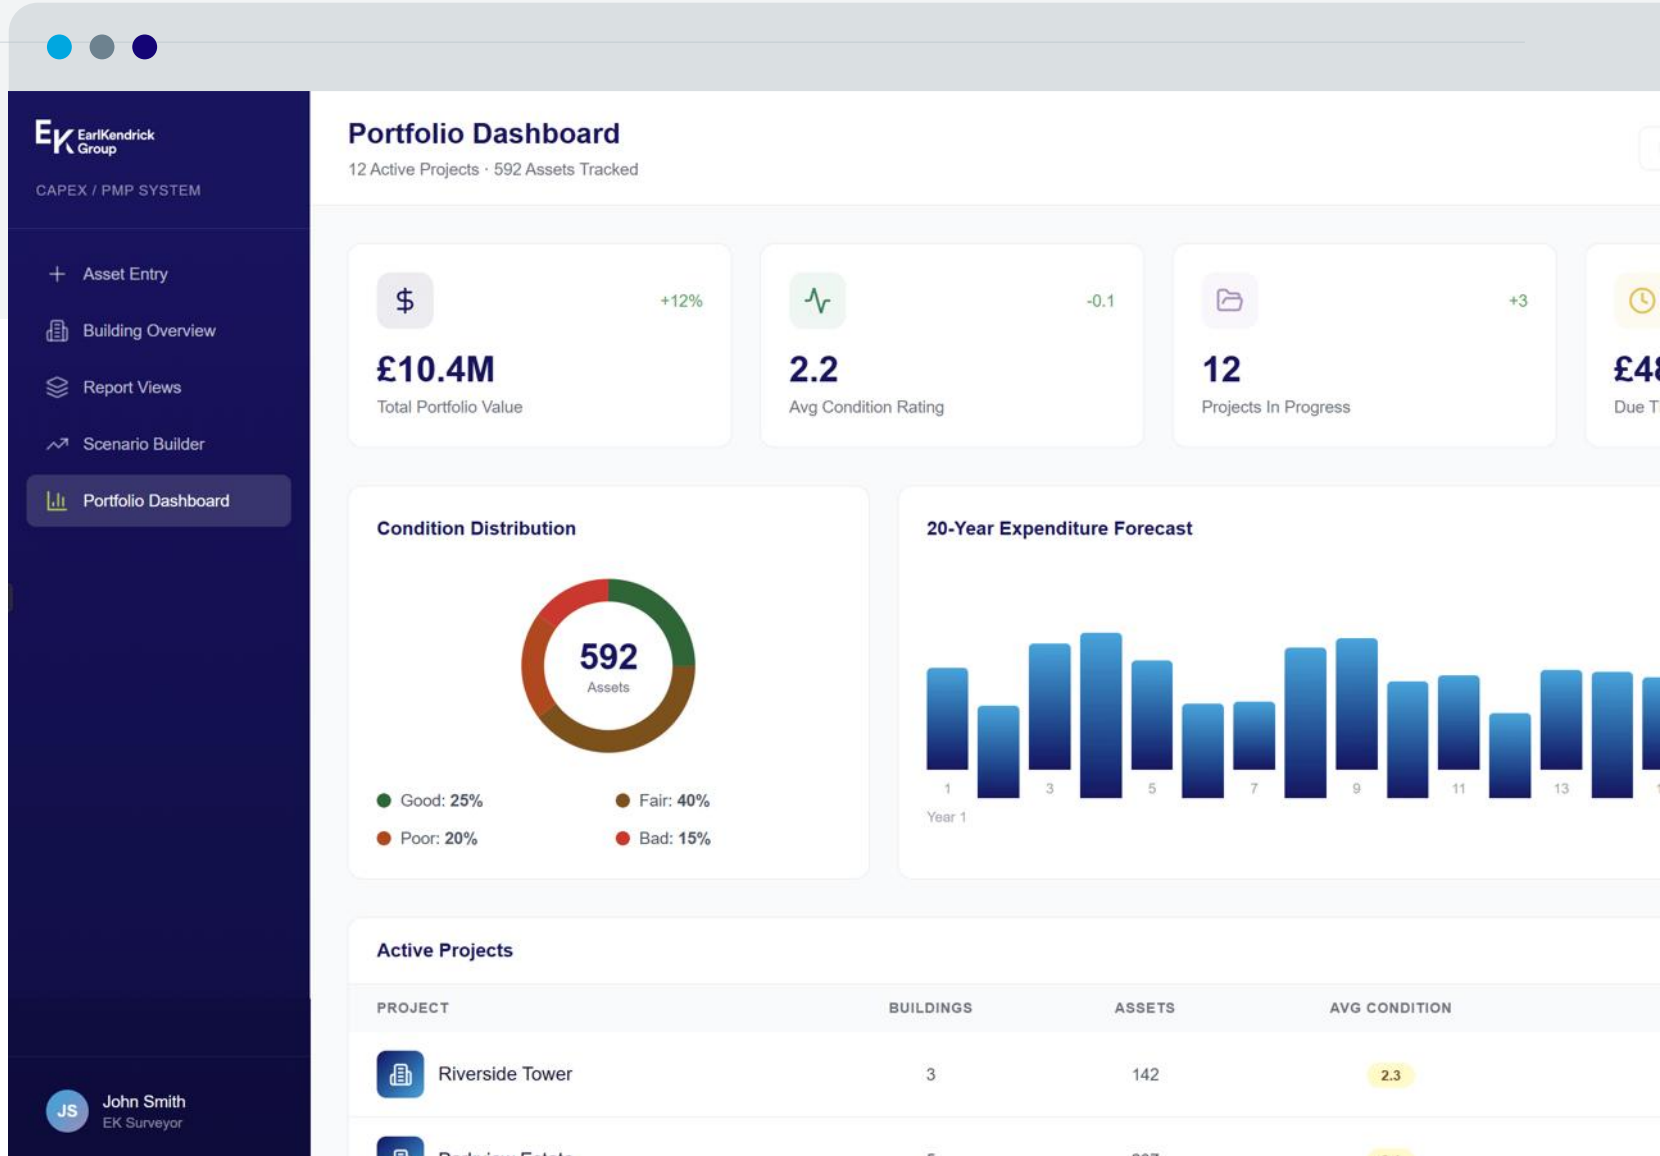 EK EarlKendrick
Group
CAPEX / PMP SYSTEM
Asset Entry
Building Overview
Report Views
Scenario Builder
Portfolio Dashboard
JS
John Smith
EK Surveyor
Portfolio Dashboard
12 Active Projects · 592 Assets Tracked
$ +12%
£10.4M
Total Portfolio Value
-0.1
2.2
Avg Condition Rating
+3
12
Projects In Progress
£48
Due
Condition Distribution
592
Assets
Good: 25%
Fair: 40%
Poor: 20%
Bad: 15%
20-Year Expenditure Forecast
1 3 5 7 9 11 13
Year 1
Active Projects
PROJECT BUILDINGS ASSETS AVG CONDITION
Riverside Tower 3 142 2.3